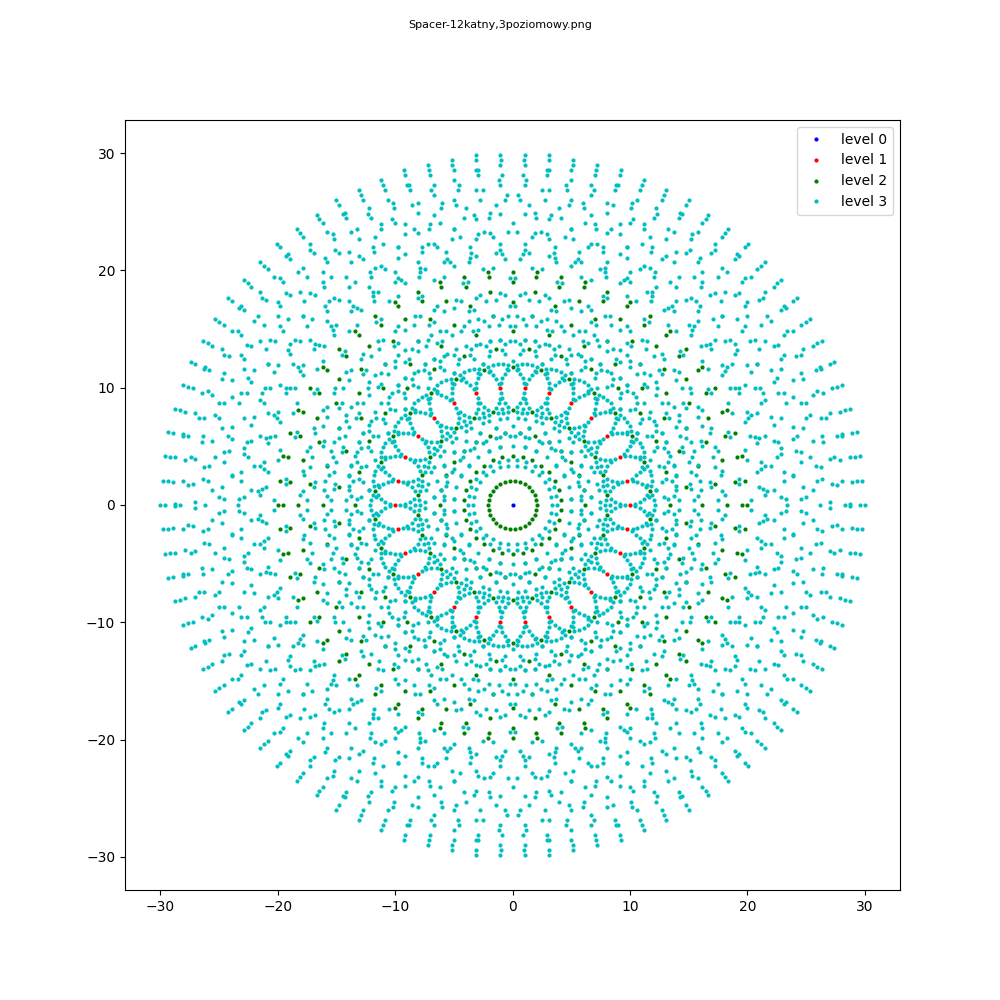 Spacer-12katny,3poziomowy.png
level 0
level 1
level 2
level 3
30
20
10
0
−10
−20
−30
−30 −20 −10 0 10 20 30